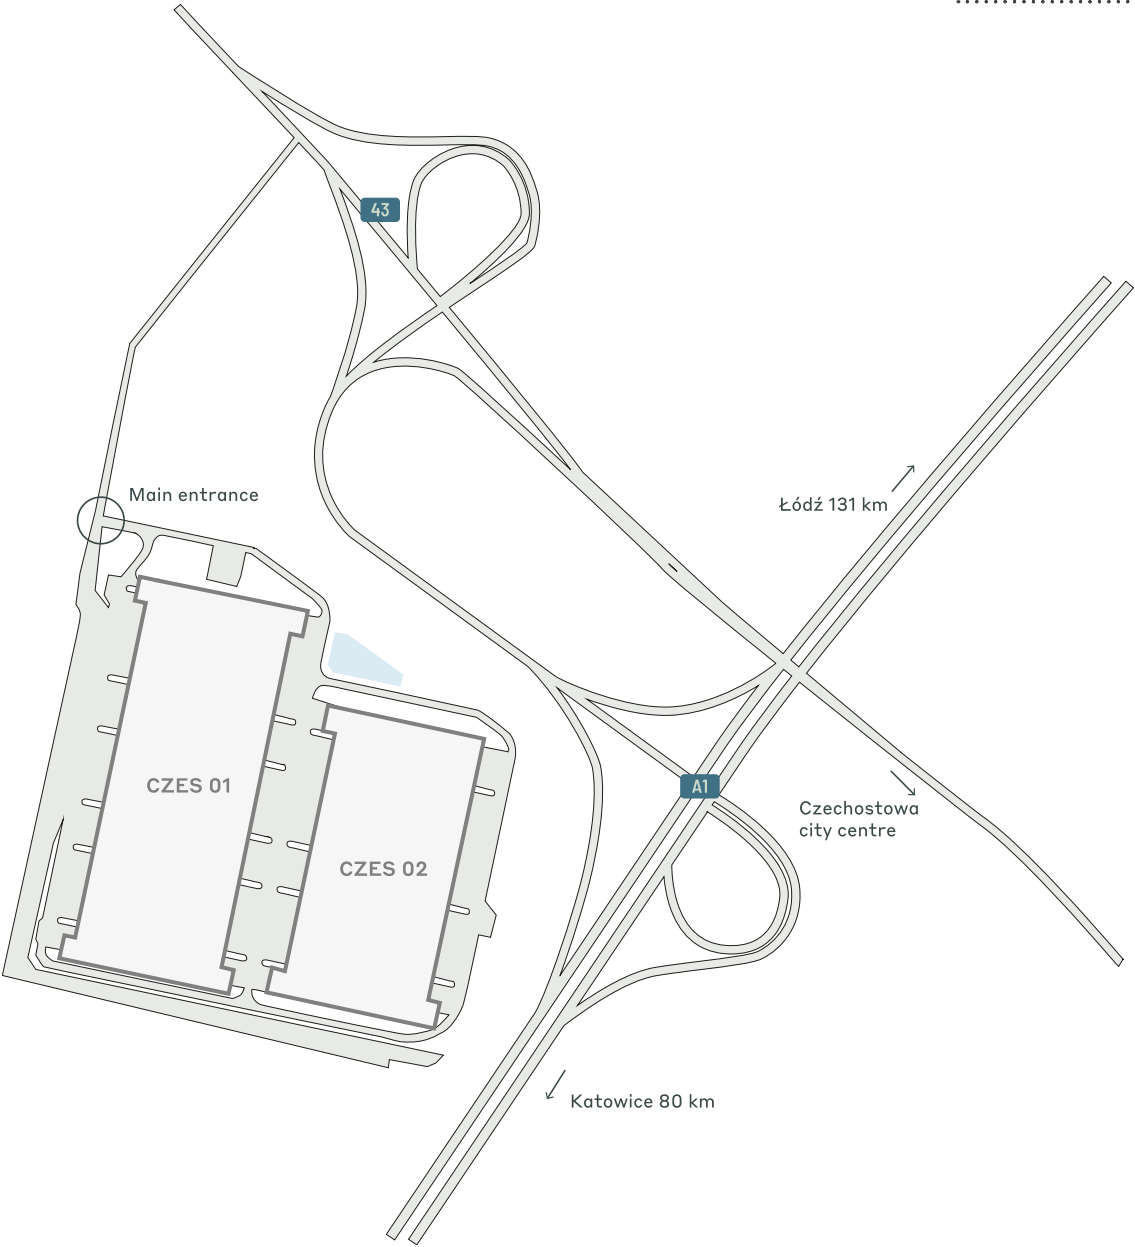 43
Main entrance
Łódź 131 km
CZES 01
A1
Czechostowa
city centre
CZES 02
Katowice 80 km